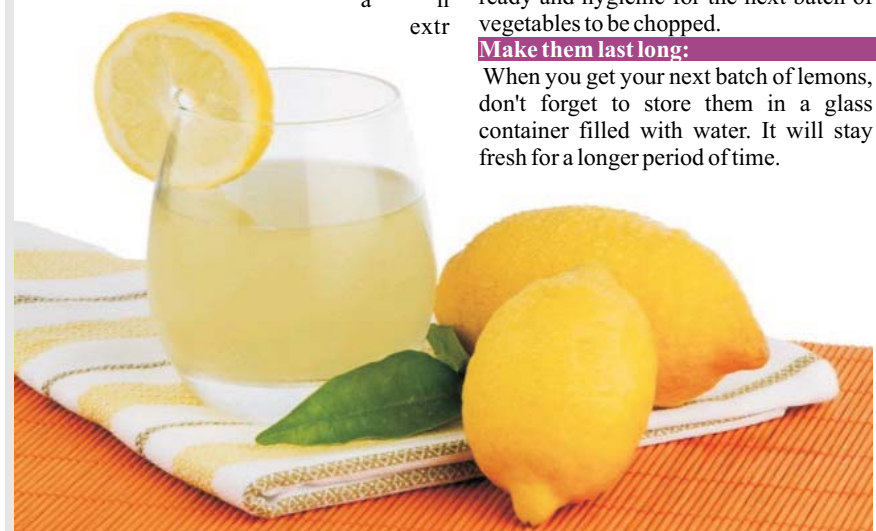 extr
ready and hygienic for the next batch of
vegetables to be chopped.
Make them last long:
When you get your next batch of lemons,
don't forget to store them in a glass
container filled with water. It will stay
fresh for a longer period of time.